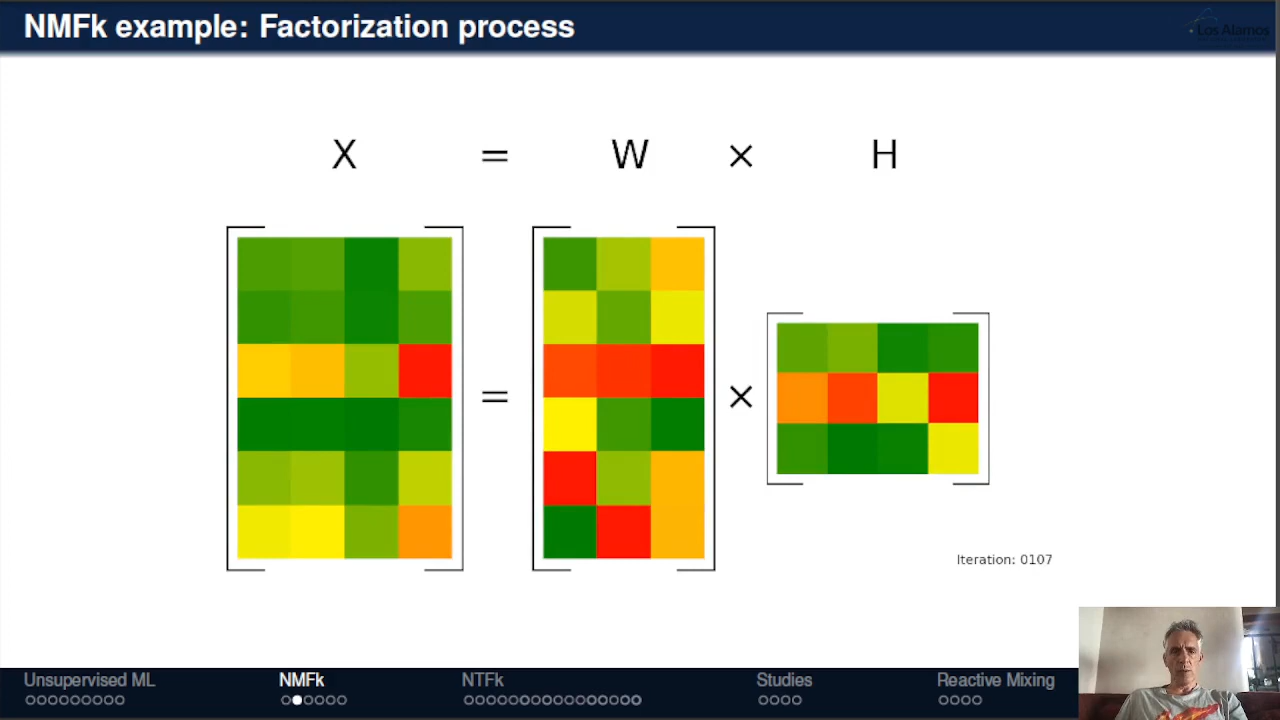 NMFk example: Factorization process
Los Alamos
X = W × H
= ×
Iteration: 0107
Unsupervised ML NMFk NTFk Studies Reactive Mixing